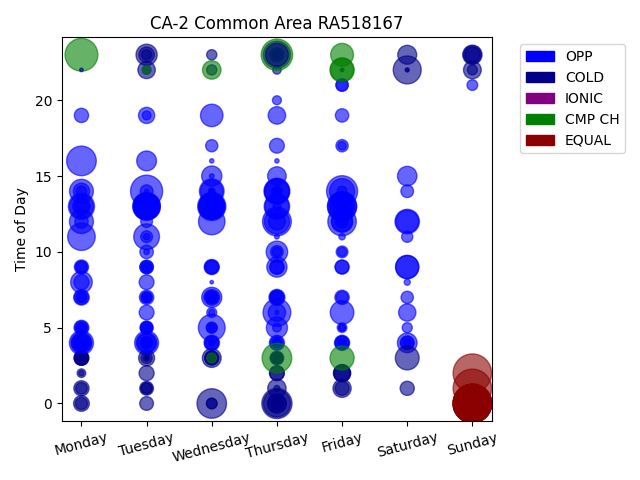 CA-2 Common Area RA518167
OPP
COLD
IONIC
CMP CH
EQUAL
Time of Day
20
15
10
5
0
Monday Tuesday Wednesday Thursday Friday Saturday Sunday